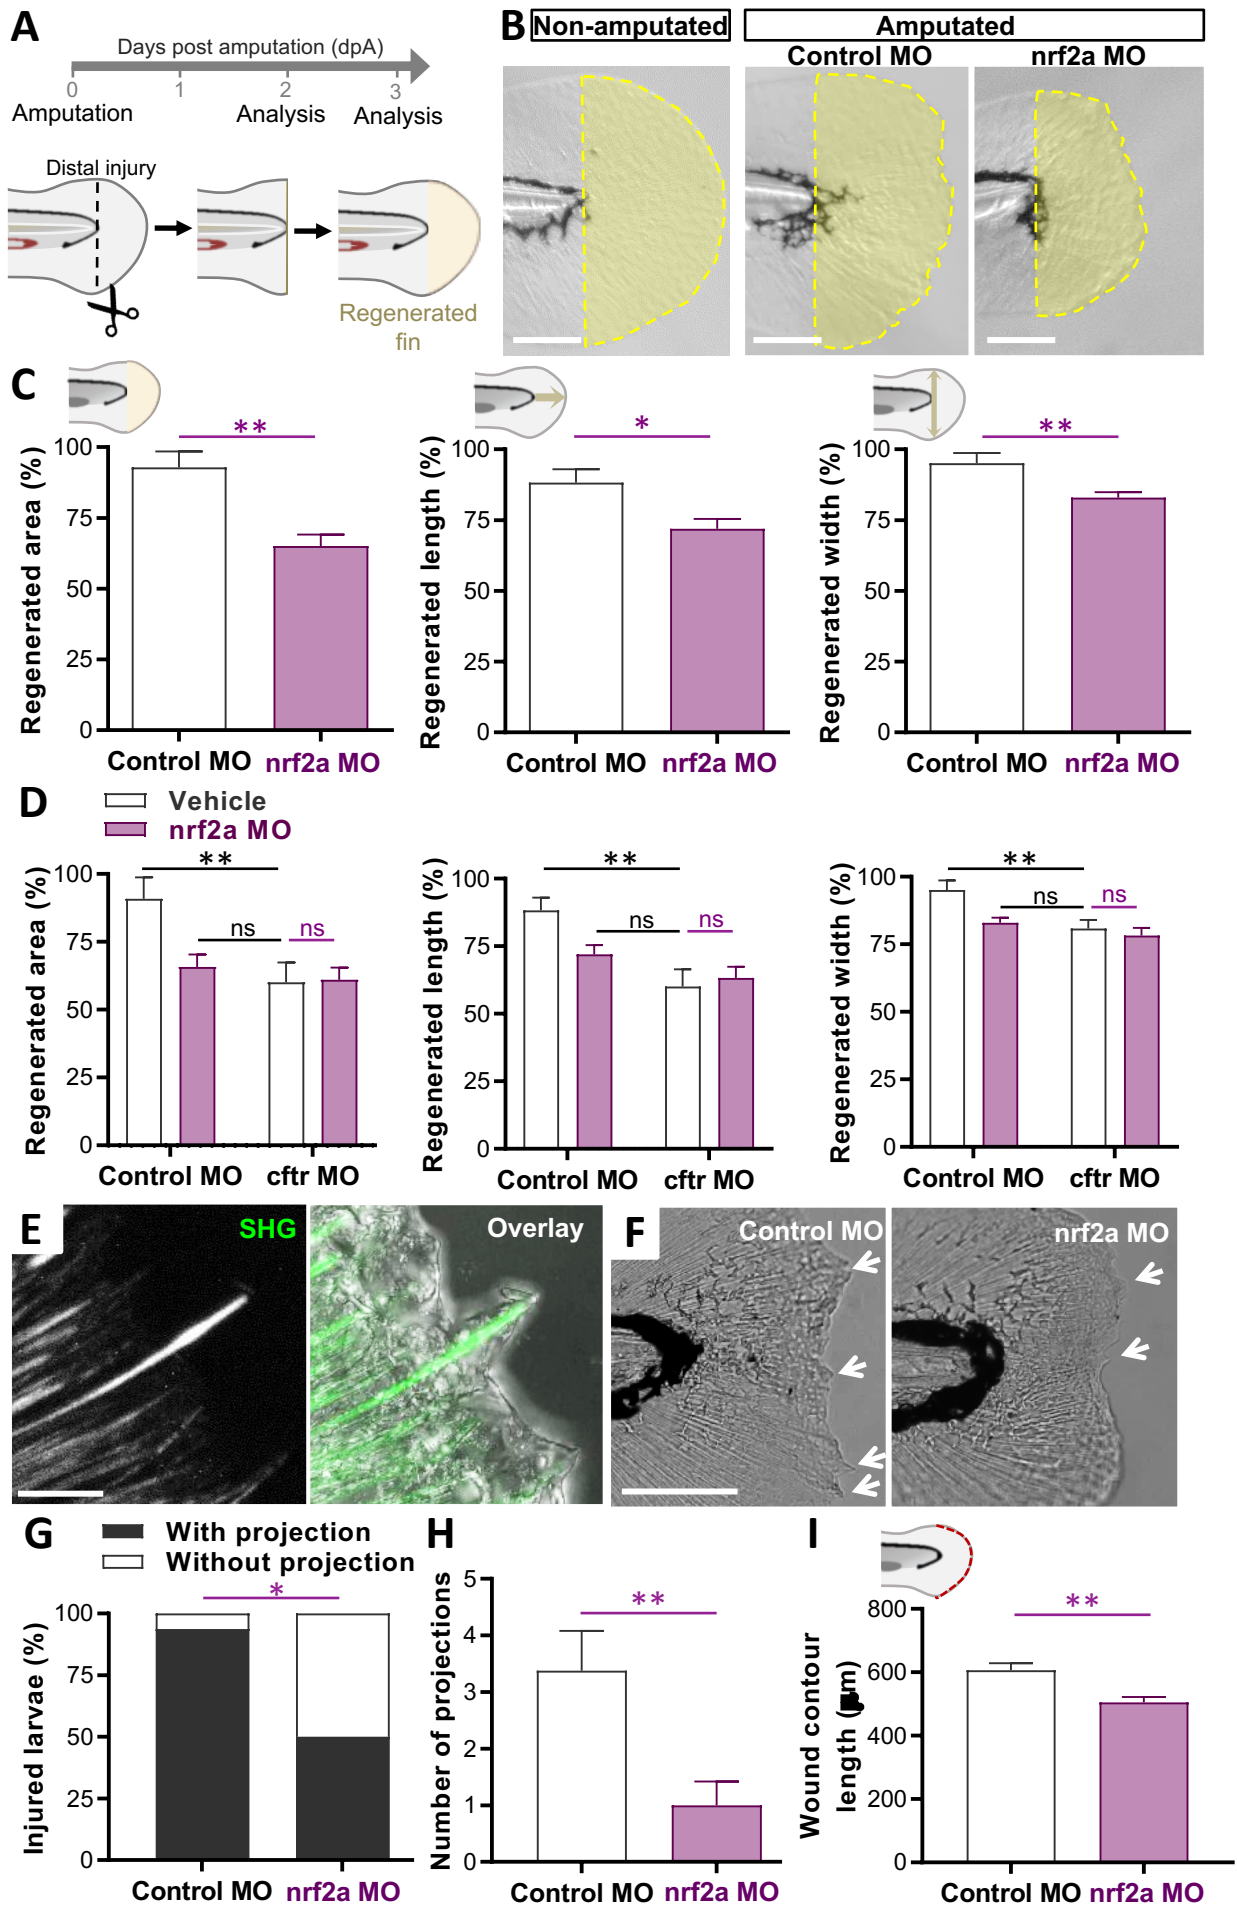 A
Days post amputation (dpA)
0 1 2 3
Amputation Analysis Analysis
Distal injury
Regenerated
fin
B
Non-amputated Amputated
Control MO nrf2a MO
C
**
Regenerated area (%)
100
75
50
25
0
Control MO nrf2a MO
*
Regenerated length (%)
100
75
50
25
0
Control MO nrf2a MO
**
Regenerated width (%)
100
75
50
25
0
Control MO nrf2a MO
D
Vehicle
nrf2a MO
**
ns ns
Regenerated area (%)
100
75
50
25
0
Control MO cftr MO
**
ns ns
Regenerated length (%)
100
75
50
25
0
Control MO cftr MO
**
ns ns
Regenerated width (%)
100
75
50
25
0
Control MO cftr MO
E
SHG
Overlay
F
Control MO
nrf2a MO
G
With projection
Without projection
*
Injured larvae (%)
100
75
50
25
0
Control MO nrf2a MO
H
**
Number of projections
5
4
3
2
1
0
Control MO nrf2a MO
I
**
Wound contour
length (m)
800
600
400
200
0
Control MO nrf2a MO